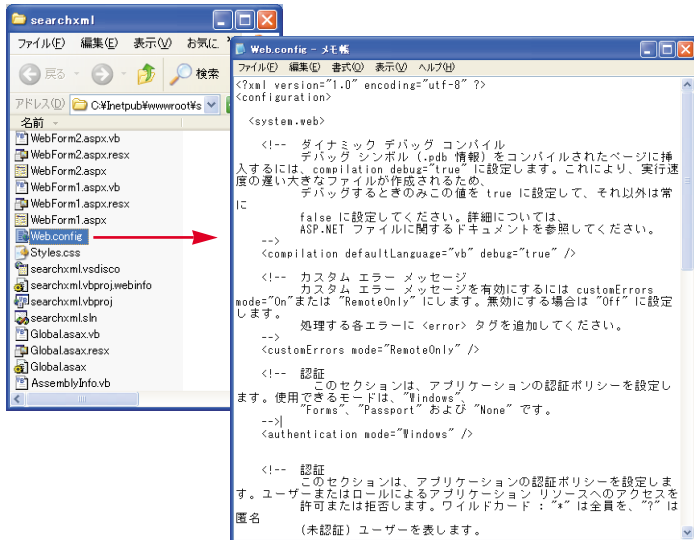 searchxml
ファイル(F) 編集(E) 表示(V) お気に
戻る 検索
アドレス(D) C:¥Inetpub¥wwwroot¥s
名前
WebForm2.aspx.vb
WebForm2.aspx.resx
WebForm2.aspx
WebForm1.aspx.vb
WebForm1.aspx.resx
WebForm1.aspx
Web.config
Styles.css
searchxml.vsdisco
searchxml.vbproj.webinfo
searchxml.vbproj
searchxml.sln
Global.asax.vb
Global.asax.resx
Global.asax
AssemblyInfo.vb
Web.config - メモ帳
ファイル(F) 編集(E) 書式(O) 表示(V) ヘルプ(H)
<?xml version="1.0" encoding="utf-8" ?>
<configuration>
<system.web>
<!-- ダイナミック デバッグ コンパイル
デバッグ シンボル (.pdb 情報) をコンパイルされたページに挿
入するには、compilation debug="true" に設定します。これにより、実行速
度の遅い大きなファイルが作成されるため、
デバッグするときのみこの値を true に設定して、それ以外は常
に
false に設定してください。詳細については、
ASP.NET ファイルに関するドキュメントを参照してください。
-->
<compilation defaultLanguage="vb" debug="true" />
<!-- カスタム エラー メッセージ
カスタム エラー メッセージを有効にするには customErrors
mode="On"または "RemoteOnly" にします。無効にする場合は "Off" に設定
します。
処理する各エラーに <error> タグを追加してください。
-->
<customErrors mode="RemoteOnly" />
<!-- 認証
このセクションは、アプリケーションの認証ポリシーを設定し
ます。使用できるモードは、"Windows"、
"Forms"、"Passport" および "None" です。
-->
<authentication mode="Windows" />
<!-- 認証
このセクションは、アプリケーションの認証ポリシーを設定しま
す。ユーザーまたはロールによるアプリケーション リソースへのアクセスを
許可または拒否します。ワイルドカード : "*" は全員を、"?" は
匿名
(未認証) ユーザーを表します。